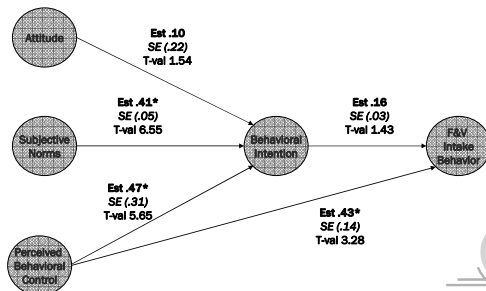 Attitude
Est .10
SE (.22)
T-val 1.54
Est .41*
SE (.05)
T-val 6.55
Est .16
SE (.03)
T-val 1.43
Subjective
Norms
Behavioral
Intention
F&V
Intake
Behavior
Est .47*
SE (.31)
T-val 5.65
Est .43*
SE (.14)
T-val 3.28
Perceived
Behavioral
Control